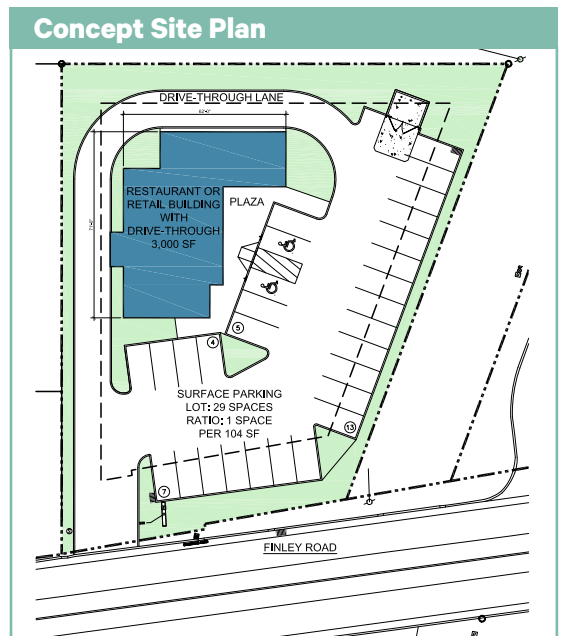 Concept Site Plan
DRIVE-THROUGH LANE
RESTAURANT OR
RETAIL BUILDING
WITH
DRIVE-THROUGH
3,000 SF
PLAZA
5
4
SURFACE PARKING
LOT: 29 SPACES
RATIO: 1 SPACE
PER 104 SF
13
7
FINLEY ROAD